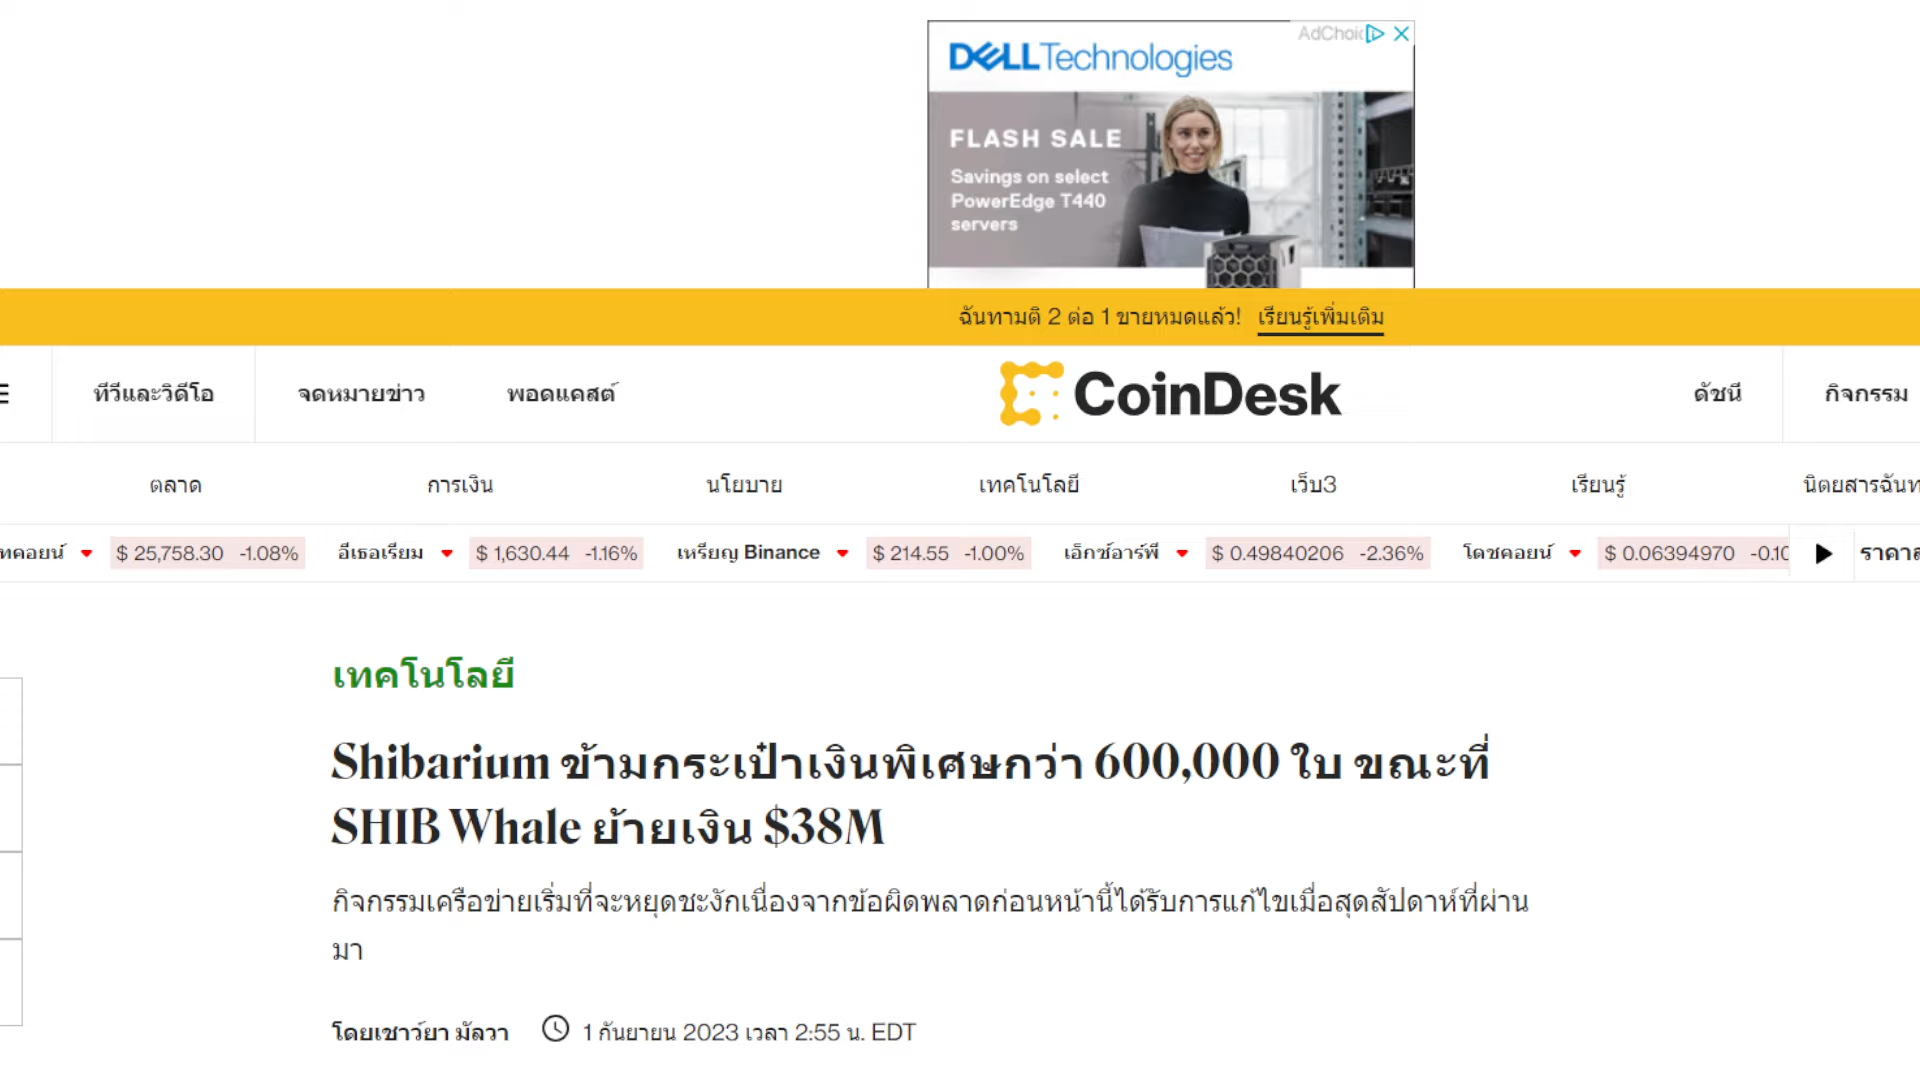 AdChoic
DELL Technologies
FLASH SALE
Savings on select
PowerEdge T440
servers
ฉันทามติ 2 ต่อ 1 ขายหมดแล้ว! เรียนรู้เพิ่มเติม
ทีวีและวิดีโอ จดหมายข่าว พอดแคสต์ CoinDesk ดัชนี กิจกรรม
ตลาด การเงิน นโยบาย เทคโนโลยี เว็บ3 เรียนรู้ นิตยสารฉันท
ทคอยน์ $ 25,758.30 -1.08% อีเธอเรียม $ 1,630.44 -1.16% เหรียญ Binance $ 214.55 -1.00% เอ็กซ์อาร์พี $ 0.49840206 -2.36% โดชคอยน์ $ 0.06394970 -0.10 ราคา
เทคโนโลยี
Shibarium ข้ามกระเป๋าเงินพิเศษกว่า 600,000 ใบ ขณะที่
SHIB Whale ย้ายเงิน $38M
กิจกรรมเครือข่ายเริ่มที่จะหยุดชะงักเนื่องจากข้อผิดพลาดก่อนหน้านี้ได้รับการแก้ไขเมื่อสุดสัปดาห์ที่ผ่าน
มา
โดยเชาว์ยา มัลวา 1 กันยายน 2023 เวลา 2:55 น. EDT